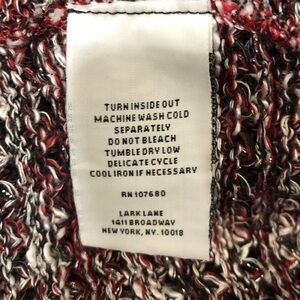 TURN INSIDE OUT
MACHINE WASH COLD
SEPARATELY
DO NOT BLEACH
TUMBLE DRY LOW
DELICATE CYCLE
COOL IRON IF NECESSARY
RN 107680
LARK LANE
1411 BROADWAY
NEW YORK, NY. 10018